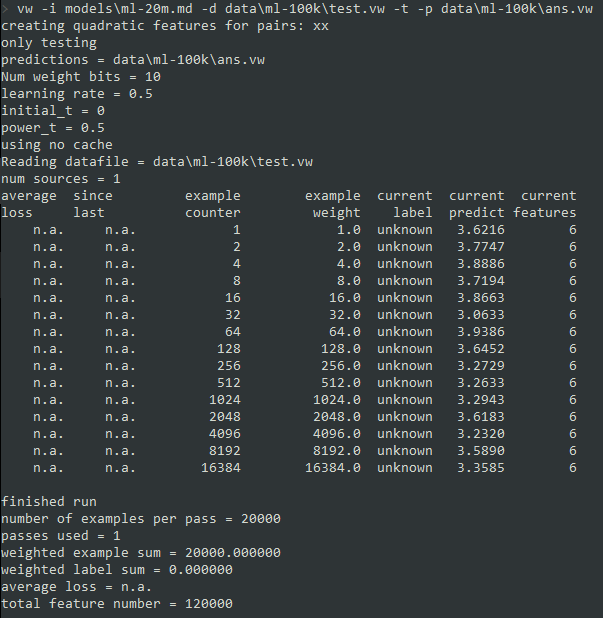 > vw -i models\ml-20m.md -d data\ml-100k\test.vw -t -p data\ml-100k\ans.vw
creating quadratic features for pairs: xx
only testing
predictions = data\ml-100k\ans.vw
Num weight bits = 10
learning rate = 0.5
initial_t = 0
power_t = 0.5
using no cache
Reading datafile = data\ml-100k\test.vw
num sources = 1
average since example example current current current
loss last counter weight label predict features
n.a. n.a. 1 1.0 unknown 3.6216 6
n.a. n.a. 2 2.0 unknown 3.7747 6
n.a. n.a. 4 4.0 unknown 3.8886 6
n.a. n.a. 8 8.0 unknown 3.7194 6
n.a. n.a. 16 16.0 unknown 3.8663 6
n.a. n.a. 32 32.0 unknown 3.0633 6
n.a. n.a. 64 64.0 unknown 3.9386 6
n.a. n.a. 128 128.0 unknown 3.6452 6
n.a. n.a. 256 256.0 unknown 3.2729 6
n.a. n.a. 512 512.0 unknown 3.2633 6
n.a. n.a. 1024 1024.0 unknown 3.2943 6
n.a. n.a. 2048 2048.0 unknown 3.6183 6
n.a. n.a. 4096 4096.0 unknown 3.2320 6
n.a. n.a. 8192 8192.0 unknown 3.5890 6
n.a. n.a. 16384 16384.0 unknown 3.3585 6
finished run
number of examples per pass = 20000
passes used = 1
weighted example sum = 20000.000000
weighted label sum = 0.000000
average loss = n.a.
total feature number = 120000